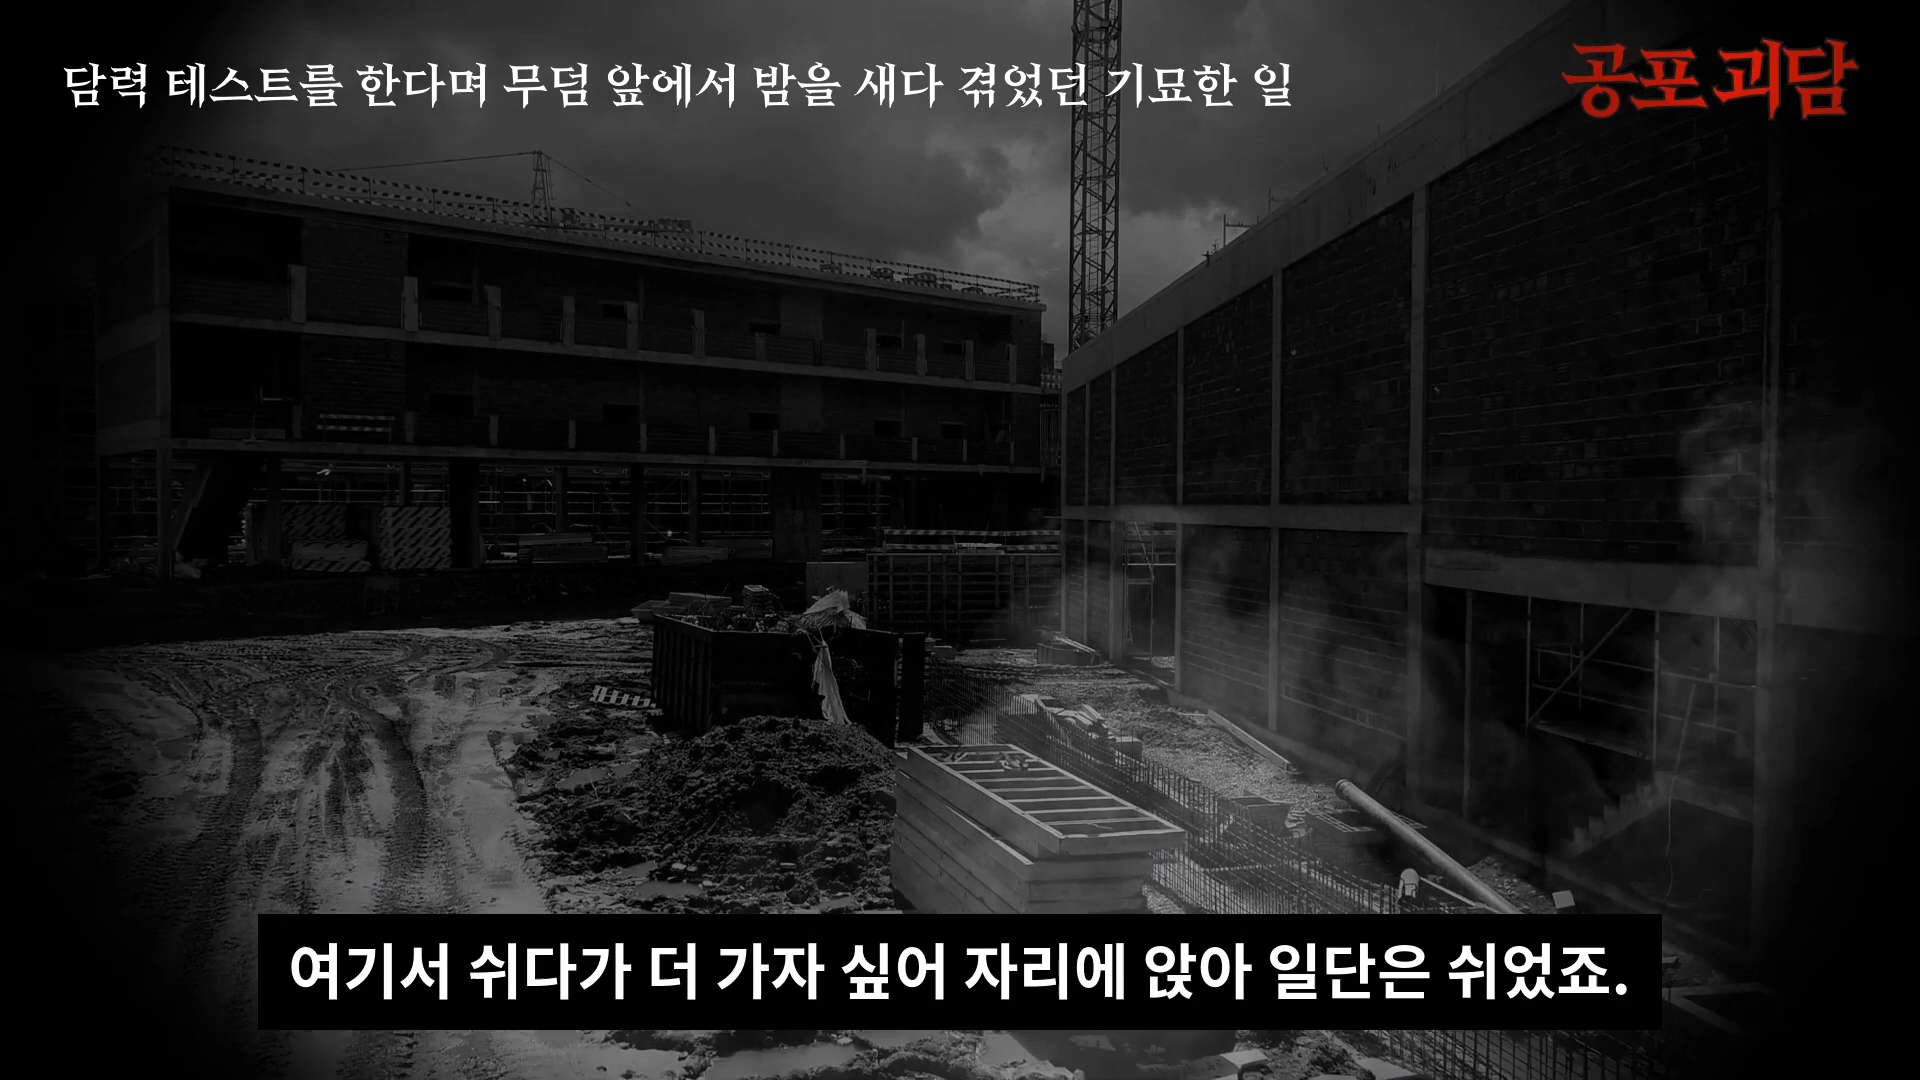 담력 테스트를 한다며 무덤 앞에서 밤을 새다 겪었던 기묘한 일
공포 괴담
여기서 쉬다가 더 가자 싶어 자리에 앉아 일단은 쉬었죠.